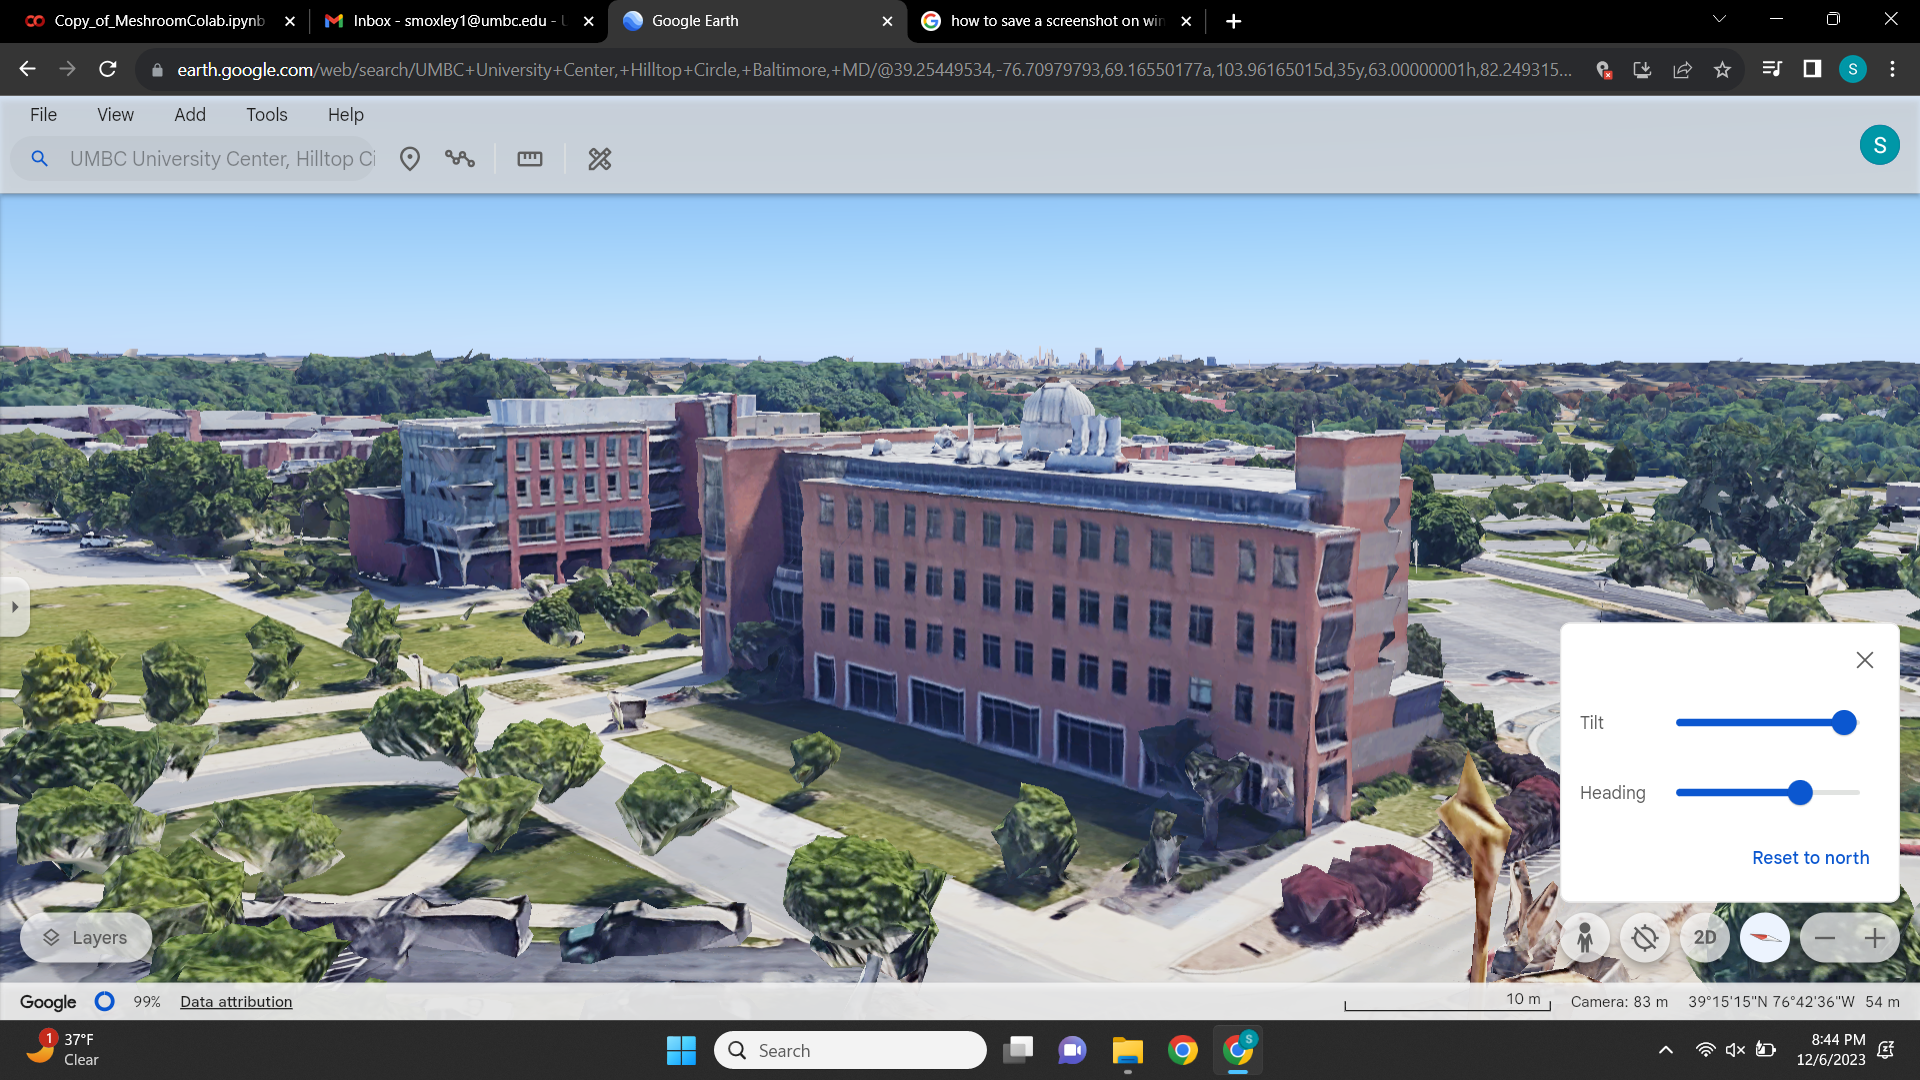 Copy_of_MeshroomColab.ipynb
Inbox - smoxley1@umbc.edu - U
Google Earth
how to save a screenshot on win
earth.google.com/web/search/UMBC+University+Center,+Hilltop+Circle,+Baltimore,+MD/@39.25449534,-76.70979793,69.16550177a,103.96165015d,35y,63.00000001h,82.249315...
S
File View Add Tools Help
UMBC University Center, Hilltop Ci
S
Tilt
Heading
Reset to north
Layers
2D
Google 99% Data attribution
10 m Camera: 83 m 39°15'15"N 76°42'36"W 54 m
1
37°F
Clear
Search
S
8:44 PM
12/6/2023